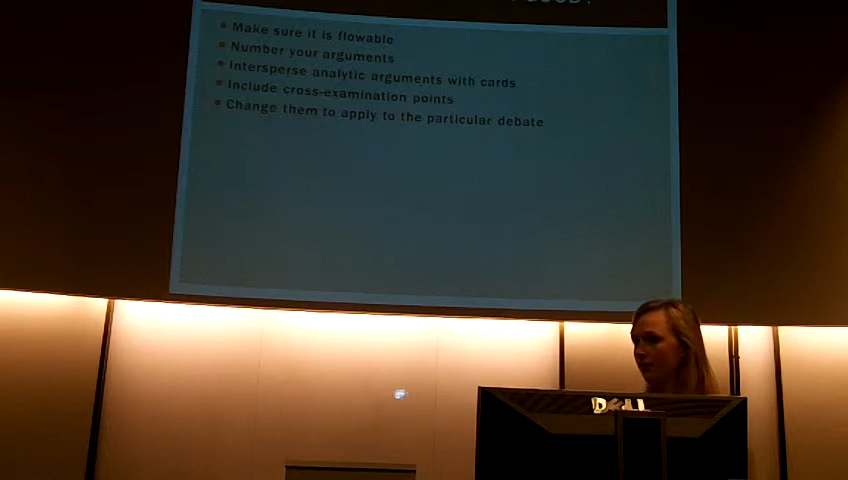 Make sure it is flowable
Number your arguments
Intersperse analytic arguments with cards
Include cross-examination points
Change them to apply to the particular debate
DELL